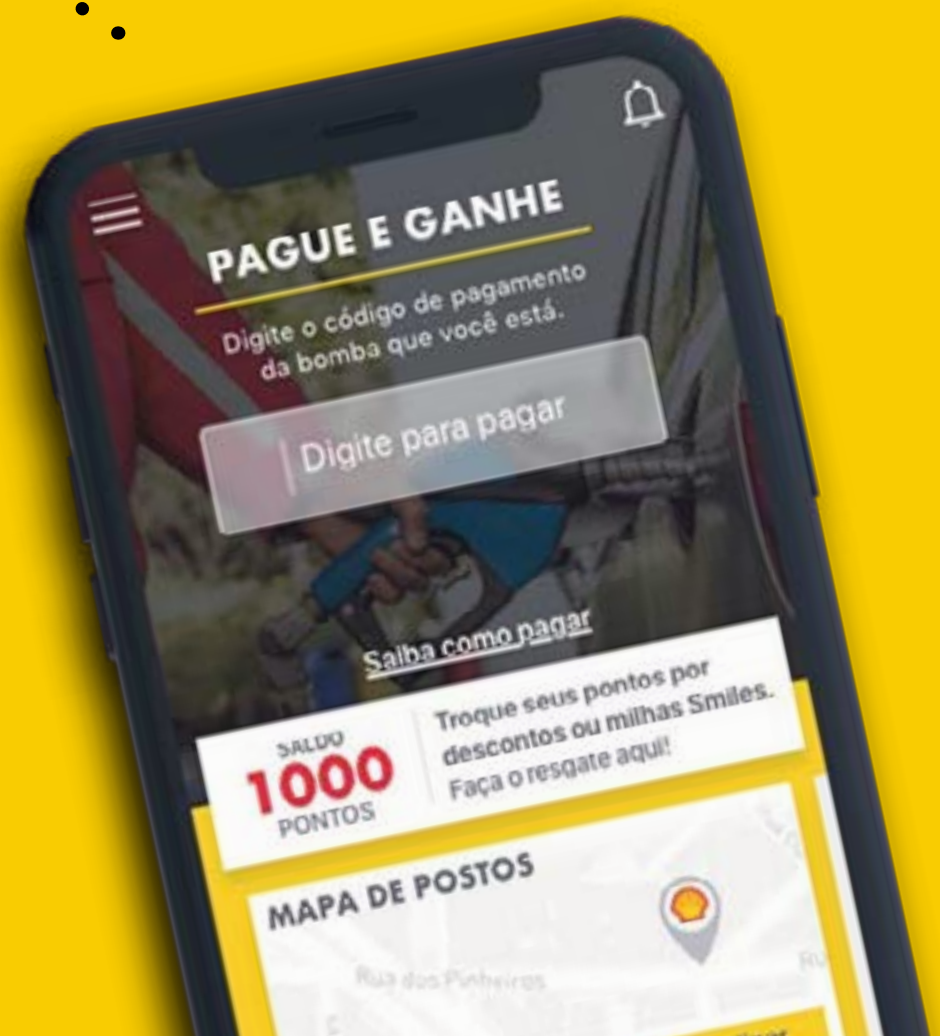 PAGUE E GANHE
Digite o código de pagamento
da bomba que você está.
Digite para pagar
Saiba como pagar
SALDO
1000
PONTOS
Troque seus pontos por
descontos ou milhas Smiles.
Faça o resgate aqui!
MAPA DE POSTOS
Rua dos Pinheiros